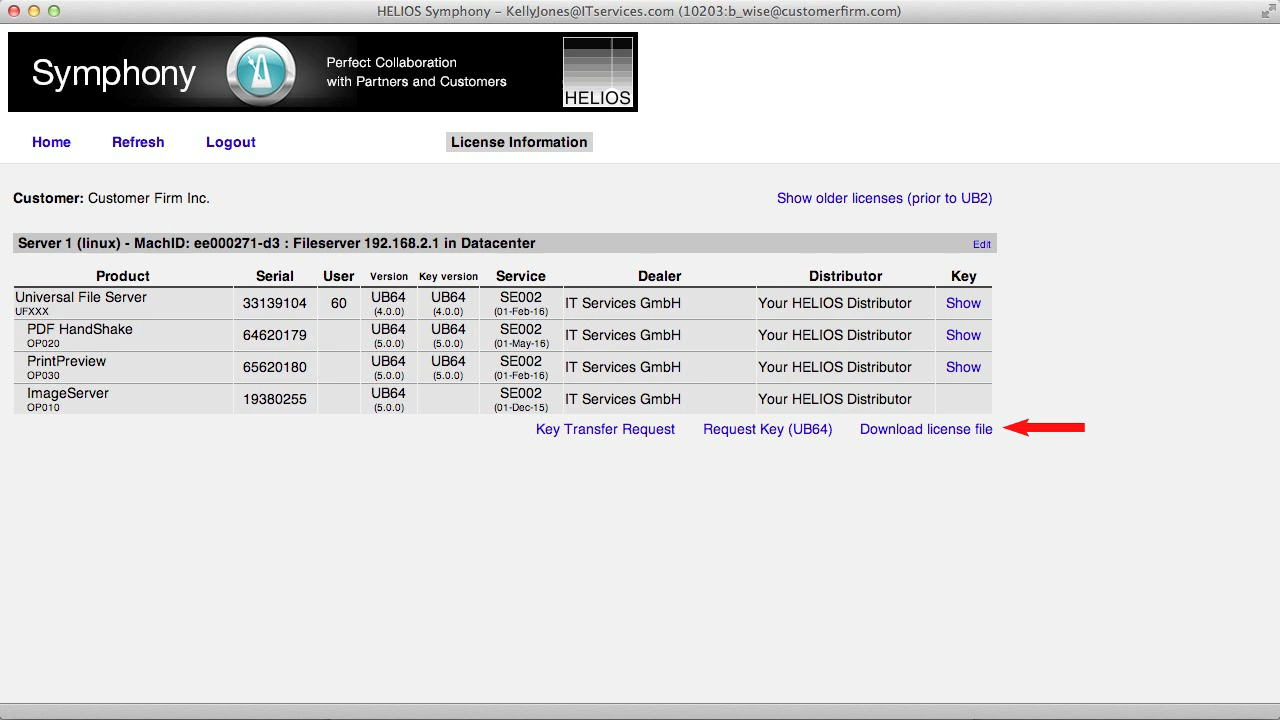 HELIOS Symphony – KellyJones@ITservices.com (10203:b_wise@customerfirm.com)
Symphony
Perfect Collaboration
with Partners and Customers
HELIOS
Home Refresh Logout License Information
Customer: Customer Firm Inc. Show older licenses (prior to UB2)
Server 1 (linux) - MachID: ee000271-d3 : Fileserver 192.168.2.1 in Datacenter Edit
Product Serial User Version Key version Service Dealer Distributor Key
Universal File Server 33139104 60 UB64 UB64 SE002 IT Services GmbH Your HELIOS Distributor Show
UFXXX (4.0.0) (4.0.0) (01-Feb-16)
PDF HandShake 64620179 UB64 UB64 SE002 IT Services GmbH Your HELIOS Distributor Show
OP020 (5.0.0) (5.0.0) (01-May-16)
PrintPreview 65620180 UB64 UB64 SE002 IT Services GmbH Your HELIOS Distributor Show
OP030 (5.0.0) (5.0.0) (01-Feb-16)
ImageServer 19380255 UB64 SE002 IT Services GmbH Your HELIOS Distributor
OP010 (5.0.0) (01-Dec-15)
Key Transfer Request Request Key (UB64) Download license file